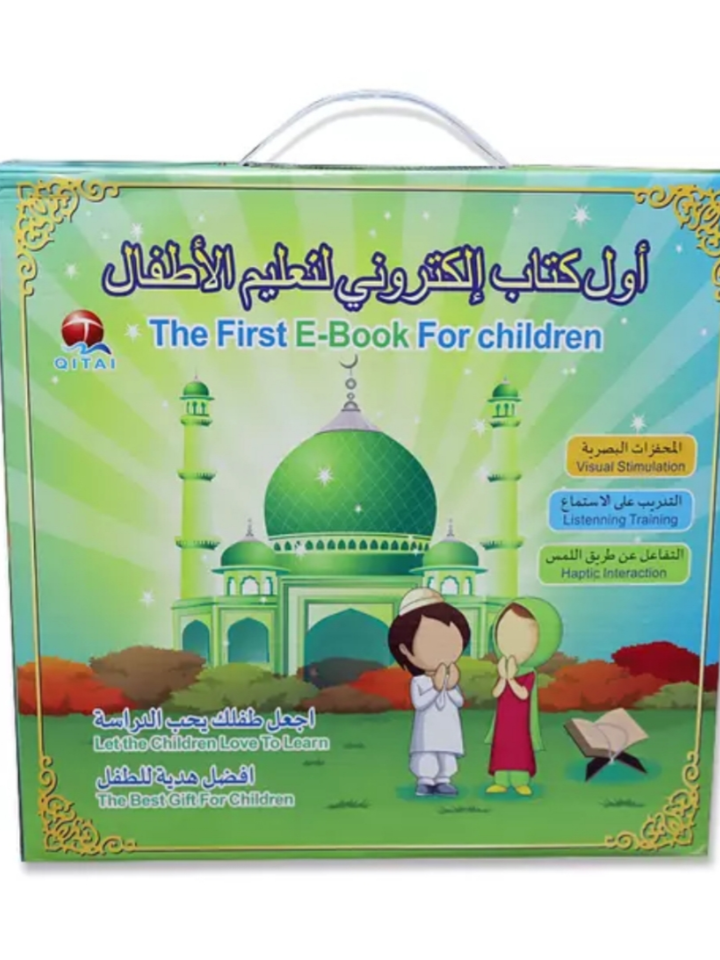 أول كتاب إلكتروني لتعليم الأطفال
The First E-Book For children
QITAI
المحفزات البصرية
Visual Stimulation
التدريب على الاستماع
Listenning Training
التفاعل عن طريق اللمس
Haptic Interaction
اجعل طفلك يحب الدراسة
Let the Children Love To Learn
افضل هدية للطفل
The Best Gift For Children